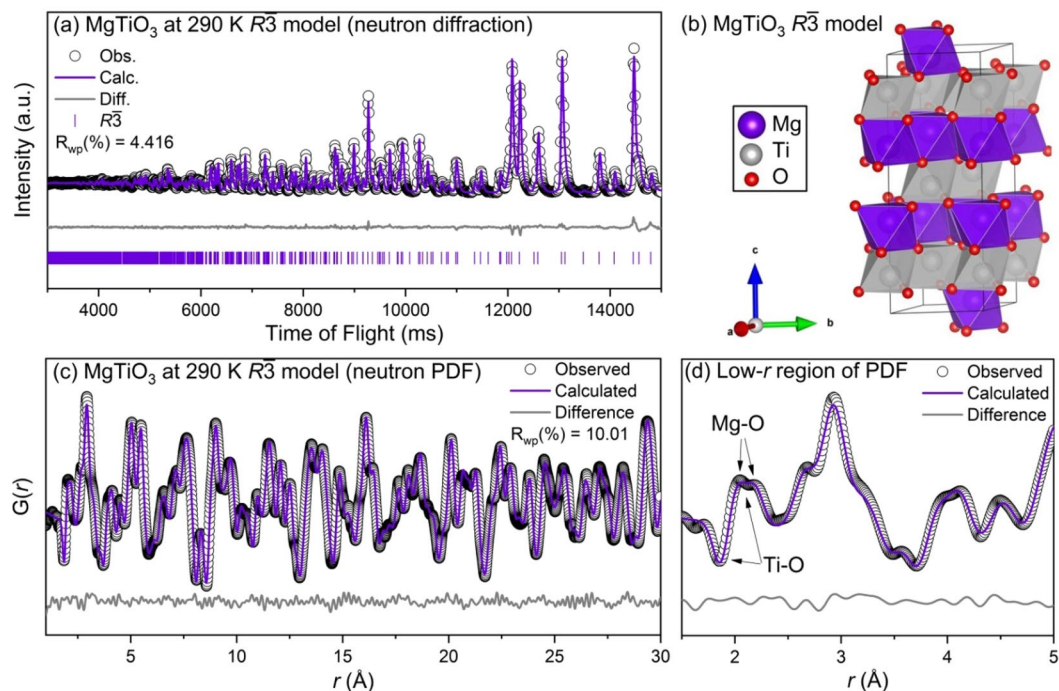 (a) MgTiO₃ at 290 K R3̅ model (neutron diffraction)
Obs.
Calc.
Diff.
R3̅
Rwp(%) = 4.416
Intensity (a.u.)
4000 6000 8000 10000 12000 14000
Time of Flight (ms)
(b) MgTiO₃ R3̅ model
Mg
Ti
O
c
a
b
(c) MgTiO₃ at 290 K R3̅ model (neutron PDF)
Observed
Calculated
Difference
Rwp(%) = 10.01
G(r)
5 10 15 20 25 30
r (Å)
(d) Low-r region of PDF
Observed
Calculated
Difference
Mg-O
Ti-O
2 3 4 5
r (Å)